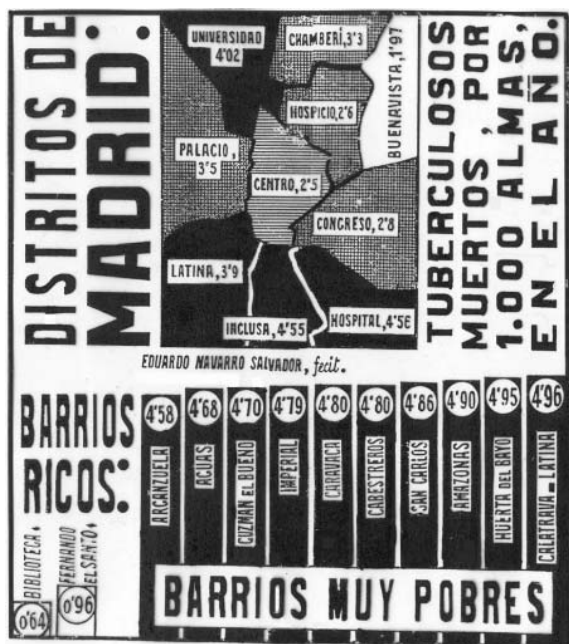 DISTRITOS DE
MADRID:
UNIVERSIDAD
4'02
CHAMBERÍ, 3'3
BUENAVISTA, 1'97
HOSPICIO, 2'6
PALACIO,
3'5
CENTRO, 2'5
CONGRESO, 2'8
LATINA, 3'9
INCLUSA, 4'55
HOSPITAL, 4'56
TUBERCULOSOS
MUERTOS, POR
1.000 ALMAS,
EN EL AÑO.
EDUARDO NAVARRO SALVADOR, fecit.
BARRIOS
RICOS:
BIBLIOTECA.
0'64
FERNANDO
EL SANTO.
0'96
4'58
ARGANZUELA
4'68
AGUAS
4'70
GUZMAN EL BUENO
4'79
IMPERIAL
4'80
CARAVACA
4'80
CABESTREROS
4'86
SAN CARLOS
4'90
AMAZONAS
4'95
HUERTA DEL BAYO
4'96
CALATRAVA-LATINA
BARRIOS MUY POBRES